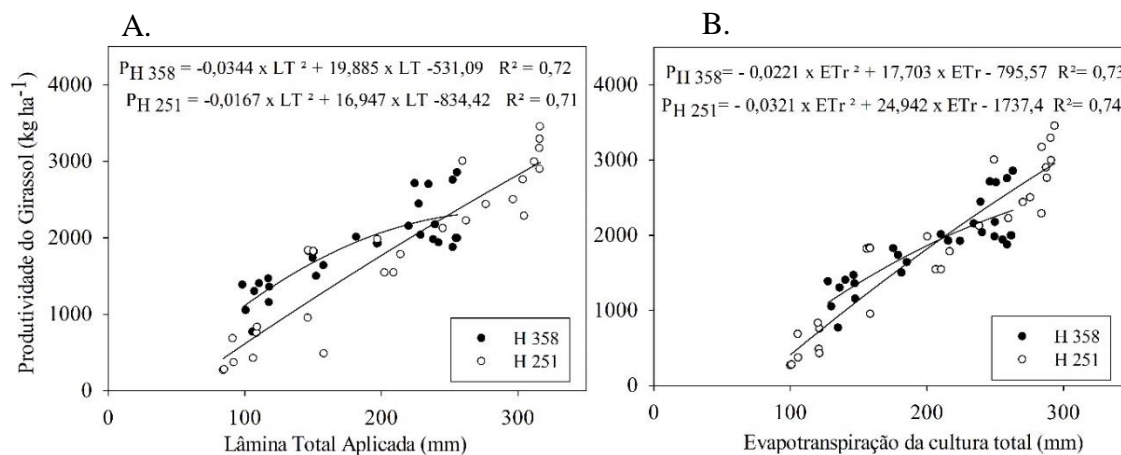 A.
P H 358 = -0,0344 x LT ² + 19,885 x LT -531,09 R² = 0,72
P H 251 = -0,0167 x LT ² + 16,947 x LT -834,42 R² = 0,71
Produtividade do Girassol (kg ha⁻¹)
4000
3000
2000
1000
0
H 358
H 251
0 100 200 300
Lâmina Total Aplicada (mm)
B.
P H 358 = - 0,0221 x ETr ² + 17,703 x ETr - 795,57 R²= 0,73
P H 251 = - 0,0321 x ETr ² + 24,942 x ETr - 1737,4 R²= 0,74
4000
3000
2000
1000
0
H 358
H 251
0 100 200 300
Evapotranspiração da cultura total (mm)